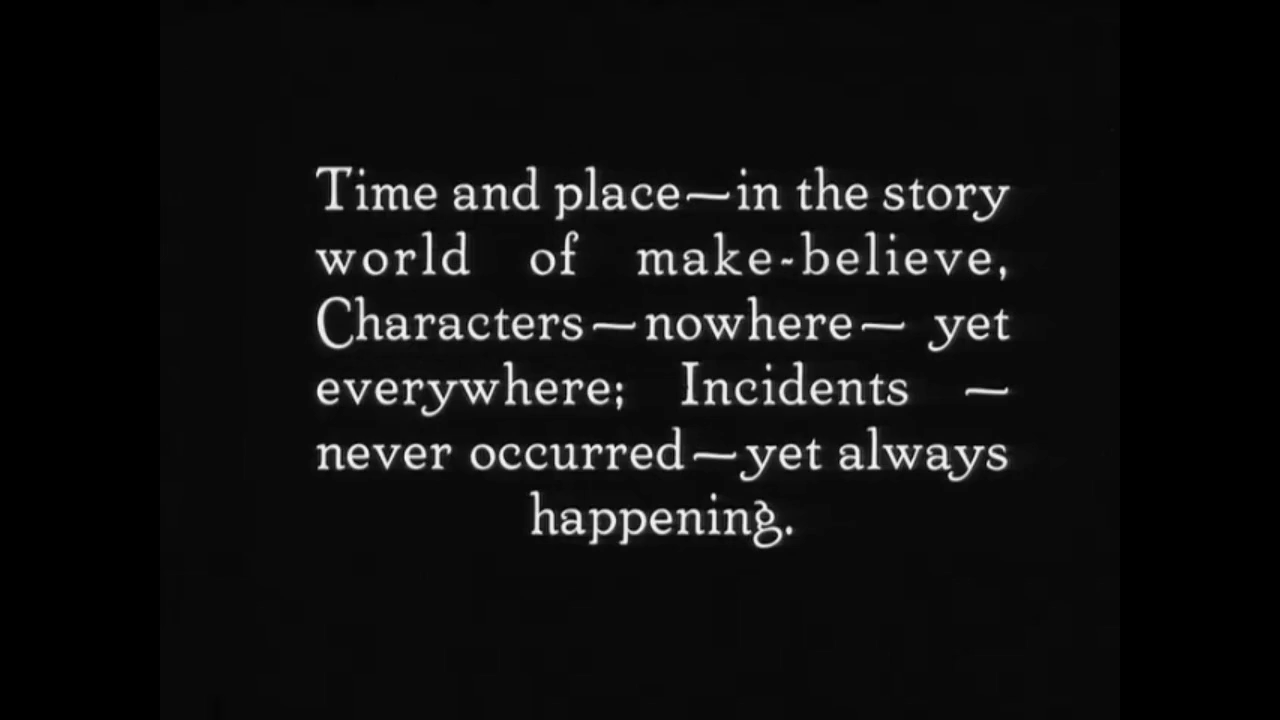 Time and place—in the story
world of make-believe,
Characters—nowhere— yet
everywhere; Incidents —
never occurred—yet always
happening.